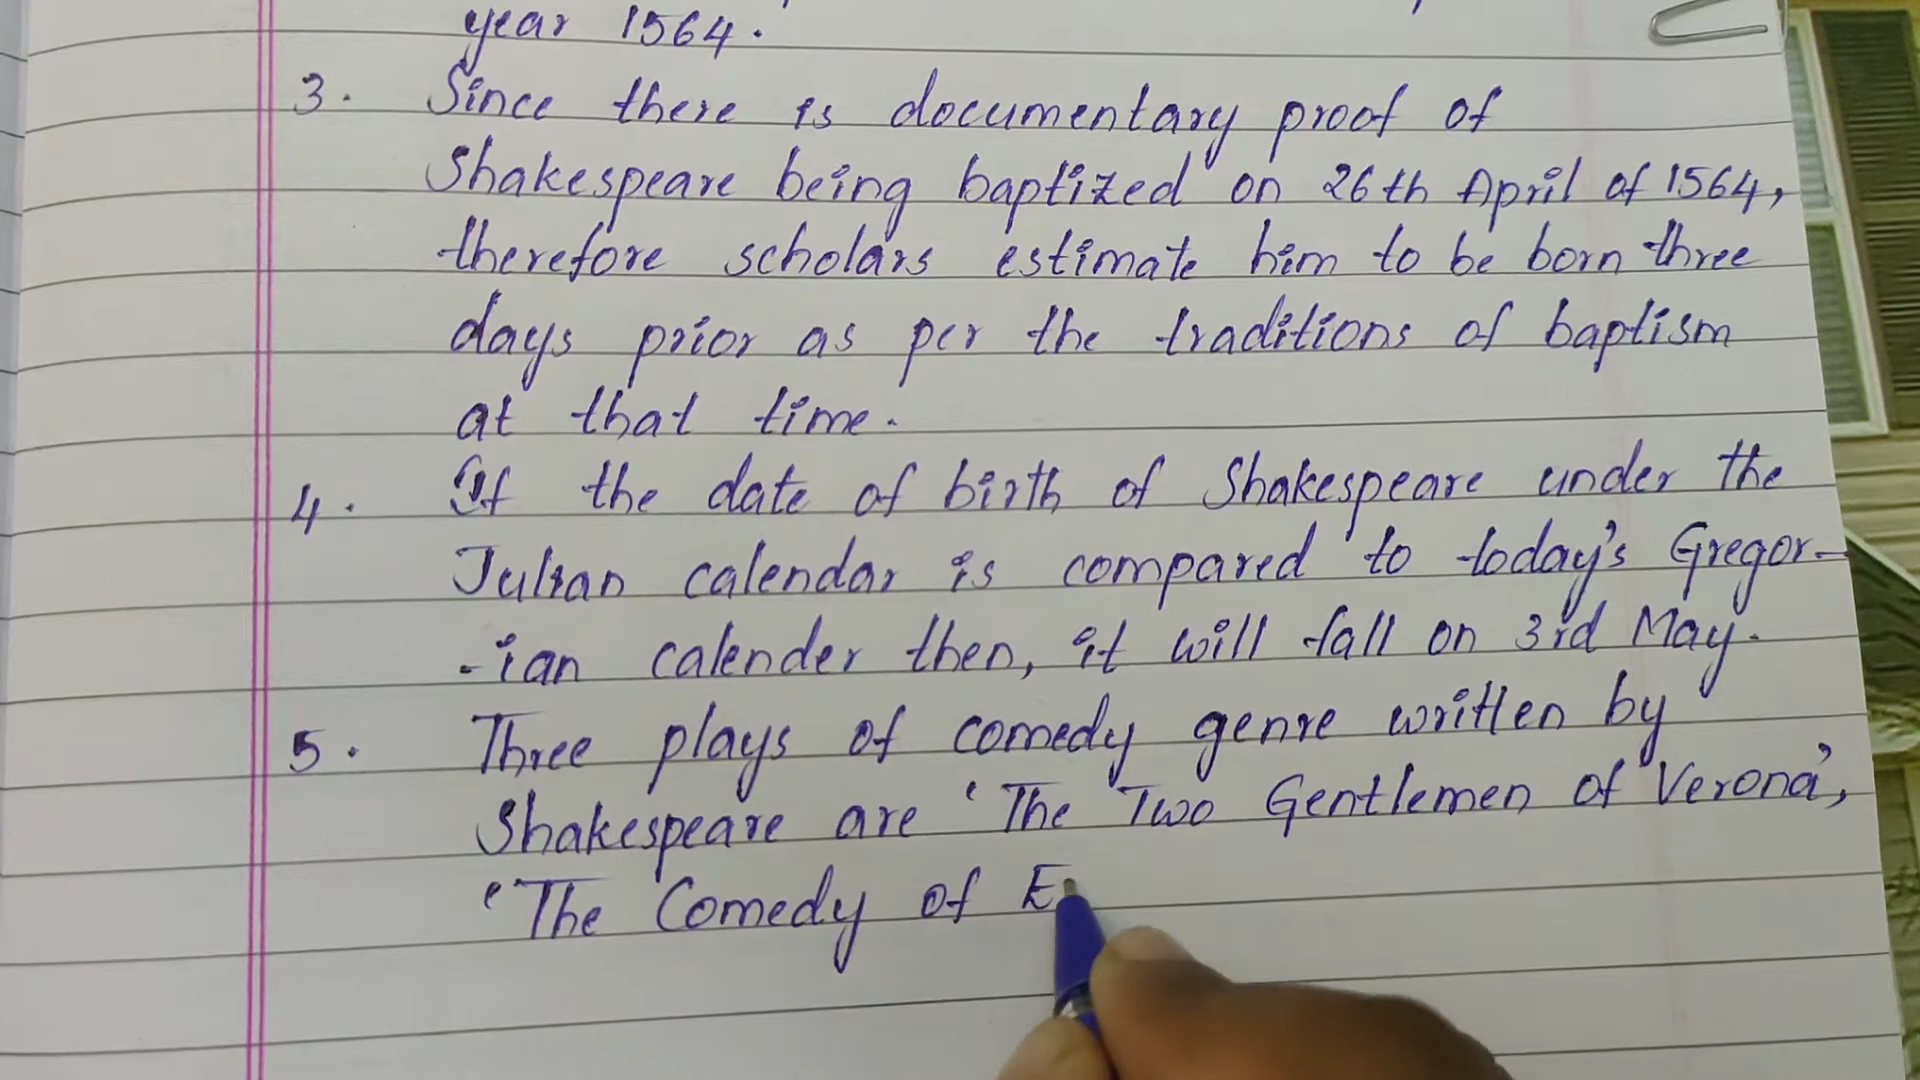 year 1564.
3. Since there is documentary proof of
Shakespeare being baptized on 26th April of 1564,
therefore scholars estimate him to be born three
days prior as per the traditions of baptism
at that time.
4. If the date of birth of Shakespeare under the
Julian calendar is compared to today's Gregor-
-ian calender then, it will fall on 3rd May.
5. Three plays of comedy genre written by
Shakespeare are 'The Two Gentlemen of Verona',
'The Comedy of E